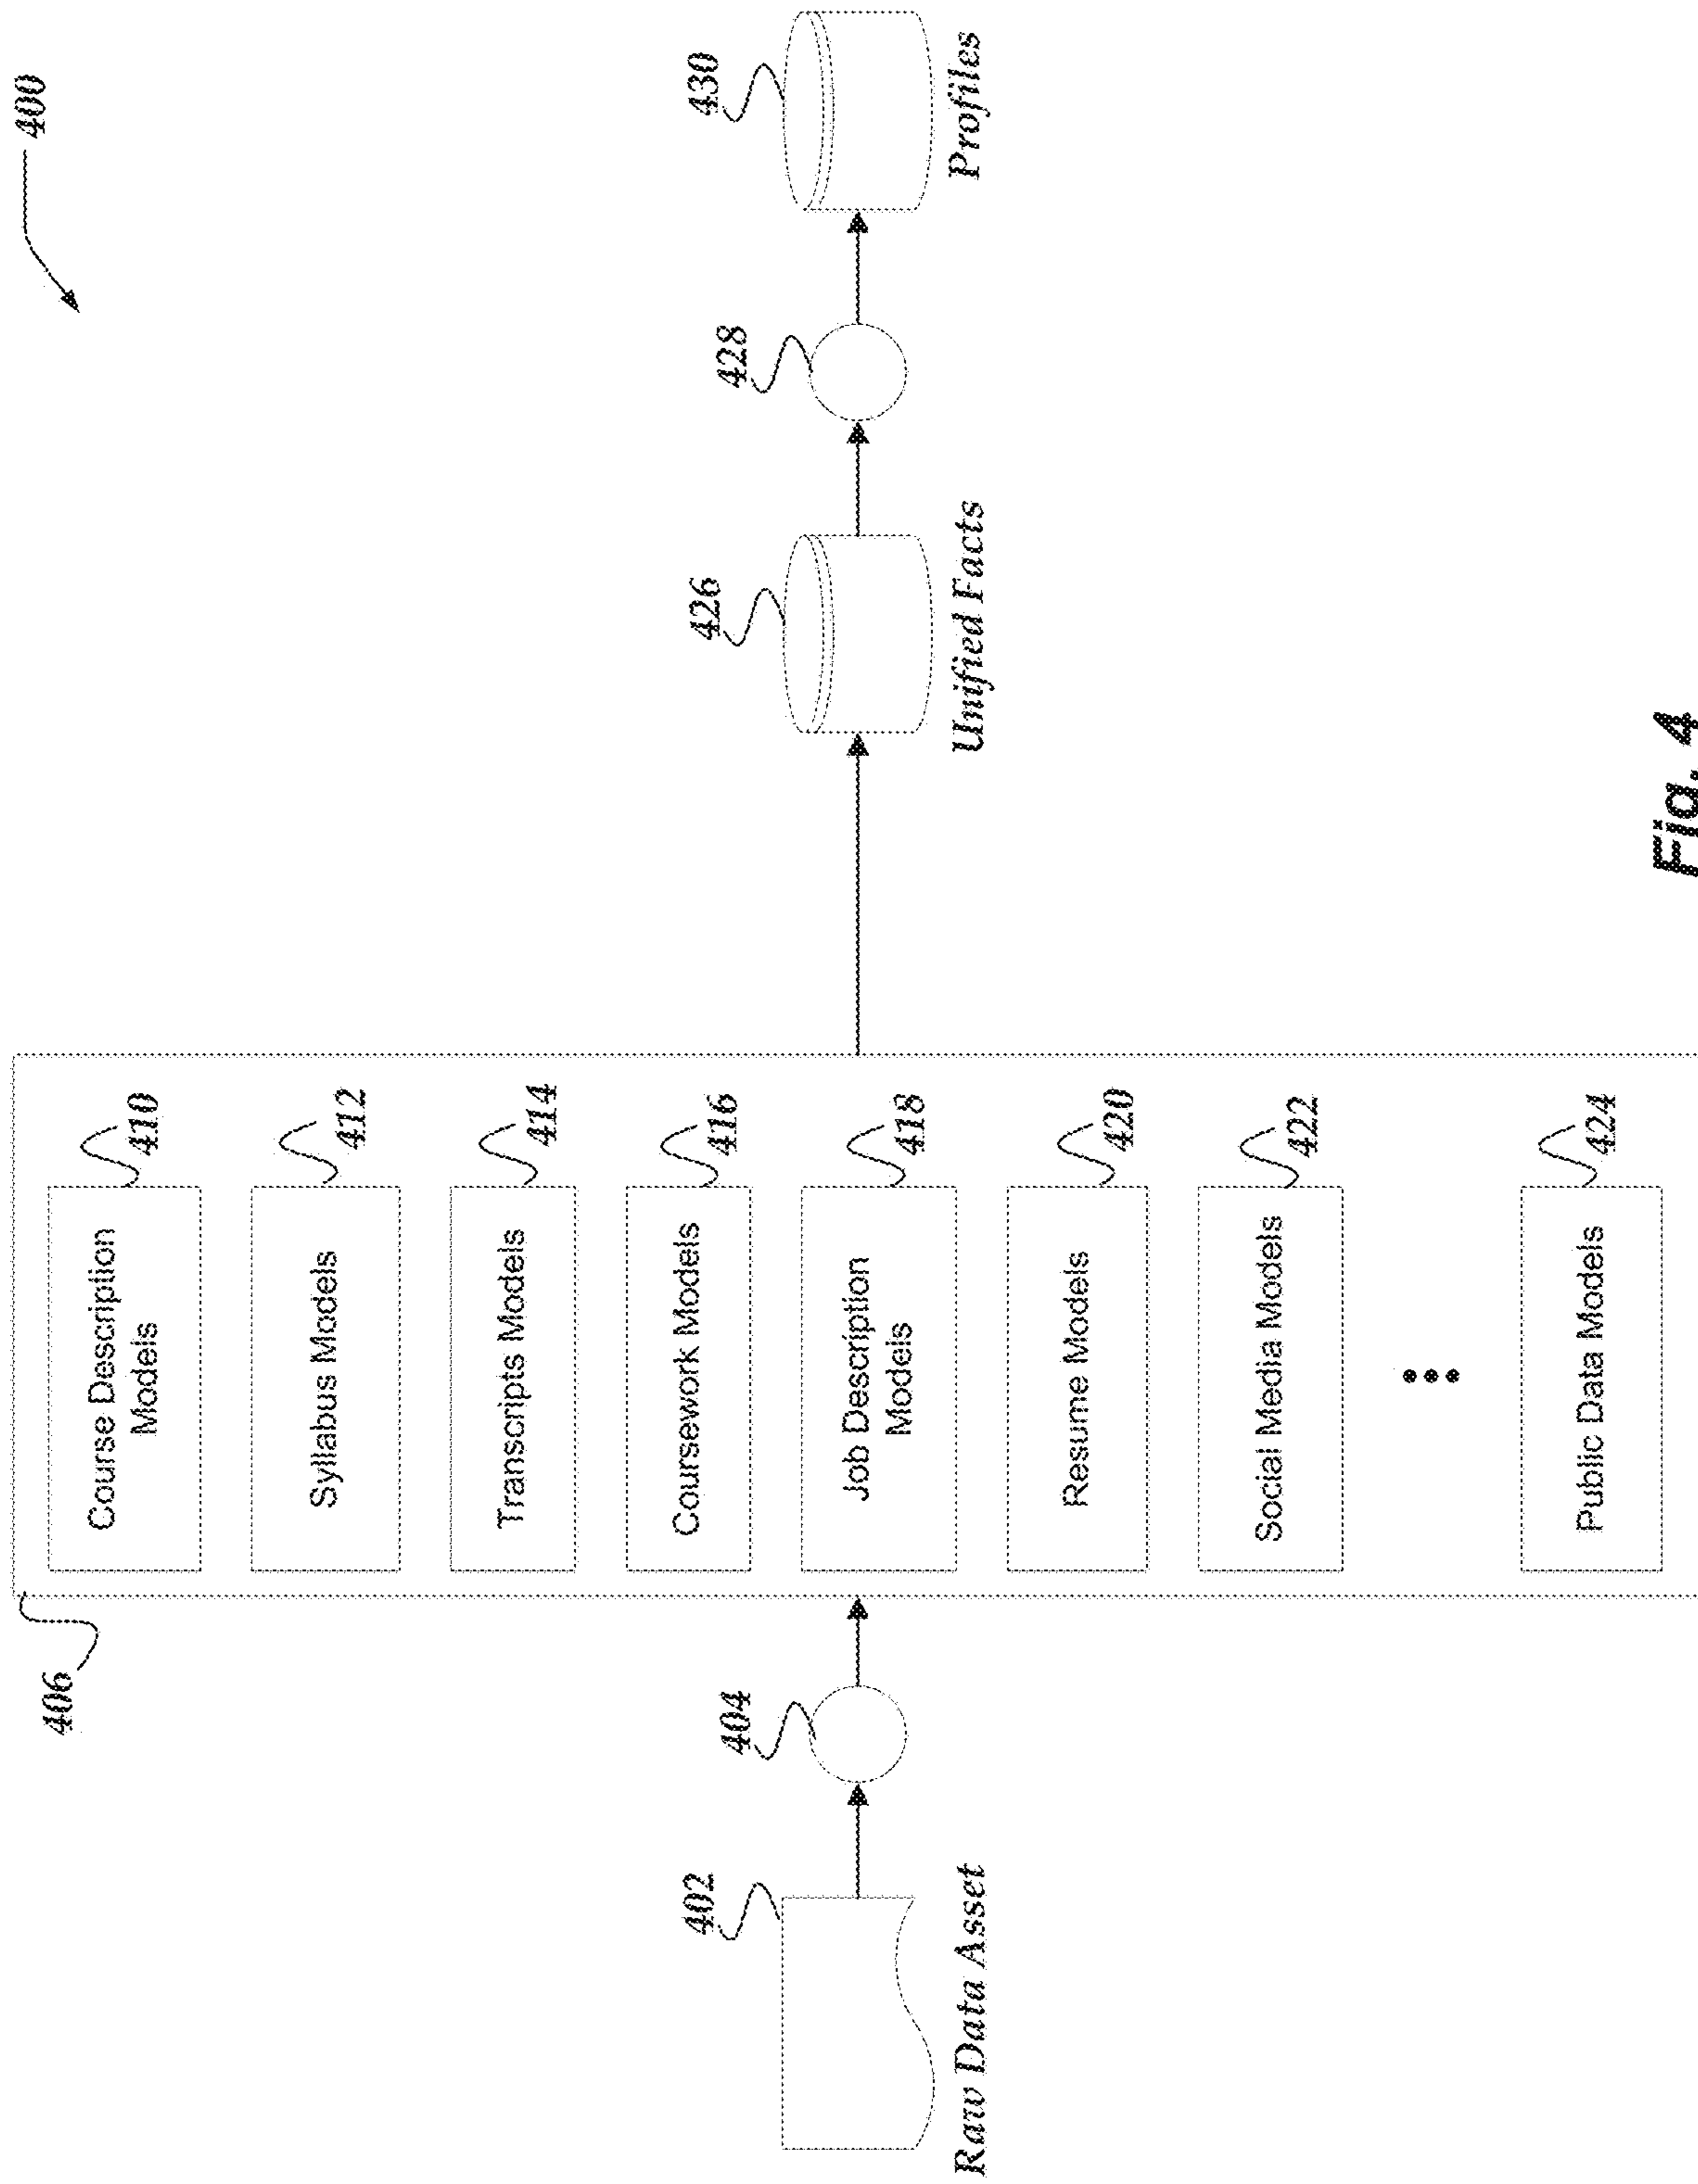 400
406
Course Description
Models
410
Syllabus Models
412
Transcripts Models
414
Coursework Models
416
402
404
Job Description
Models
418
426
428
430
Raw Data Asset
Unified Facts
Profiles
Resume Models
420
Social Media Models
422
Public Data Models
424
Fig. 4